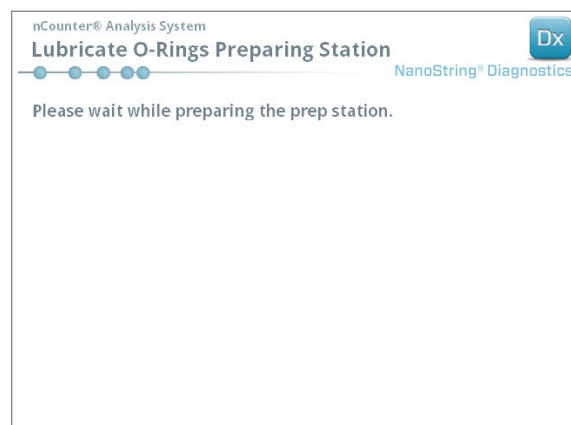 nCounter® Analysis System
Lubricate O-Rings Preparing Station
Dx
NanoString® Diagnostics
Please wait while preparing the prep station.